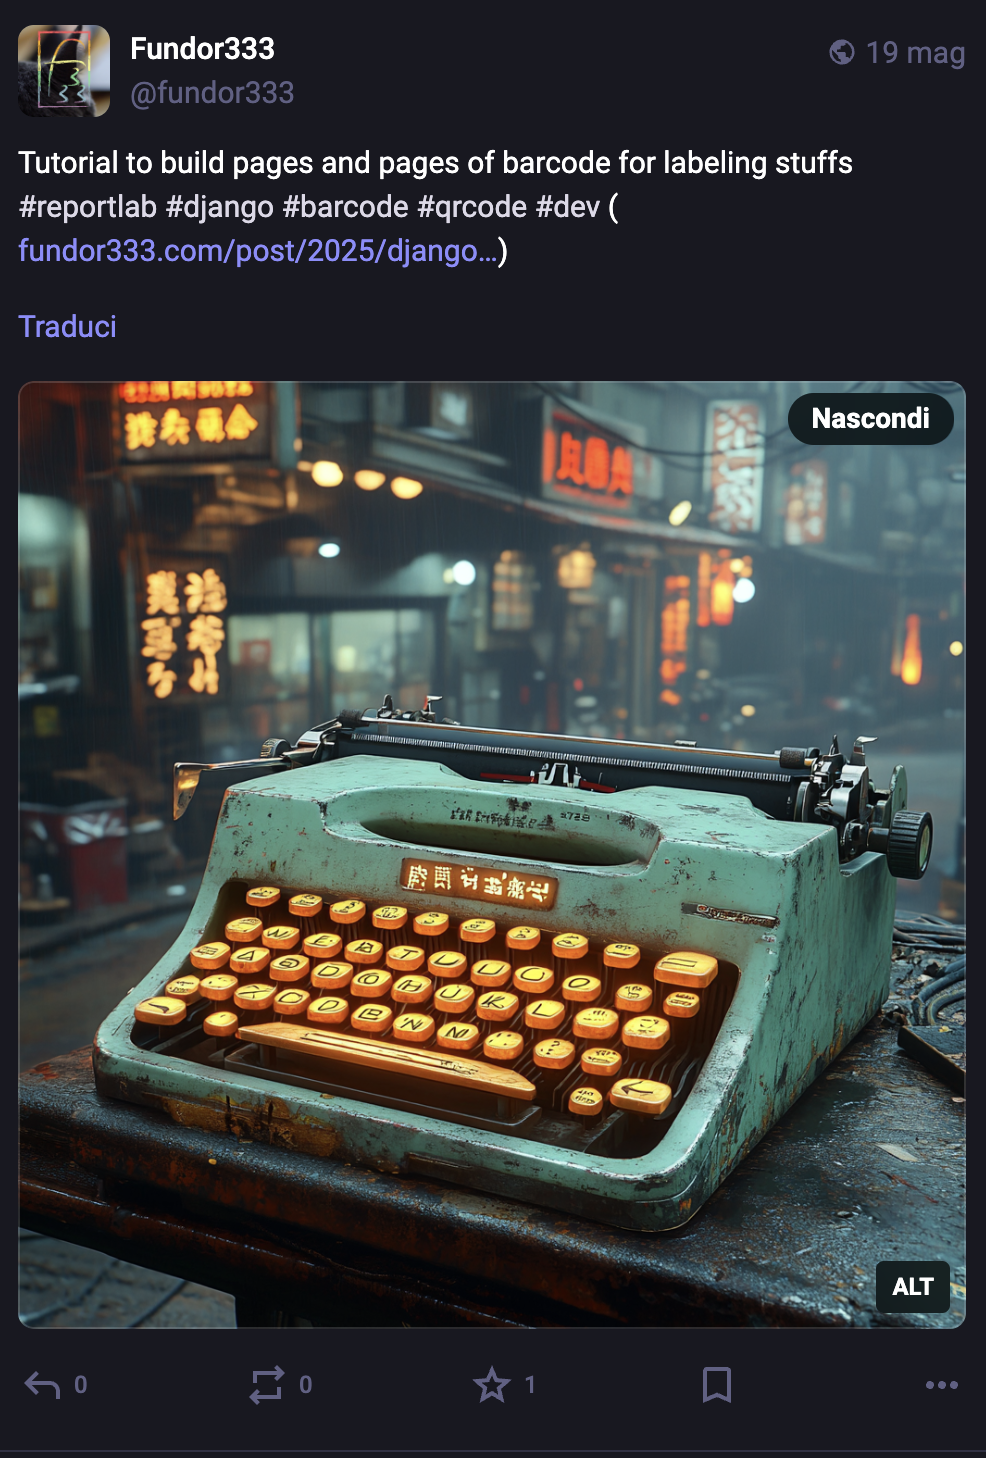 Fundor333
19 mag
@fundor333
Tutorial to build pages and pages of barcode for labeling stuffs
#reportlab #django #barcode #qrcode #dev (
fundor333.com/post/2025/django…)
Traduci
Nascondi
ALT
0
0
1